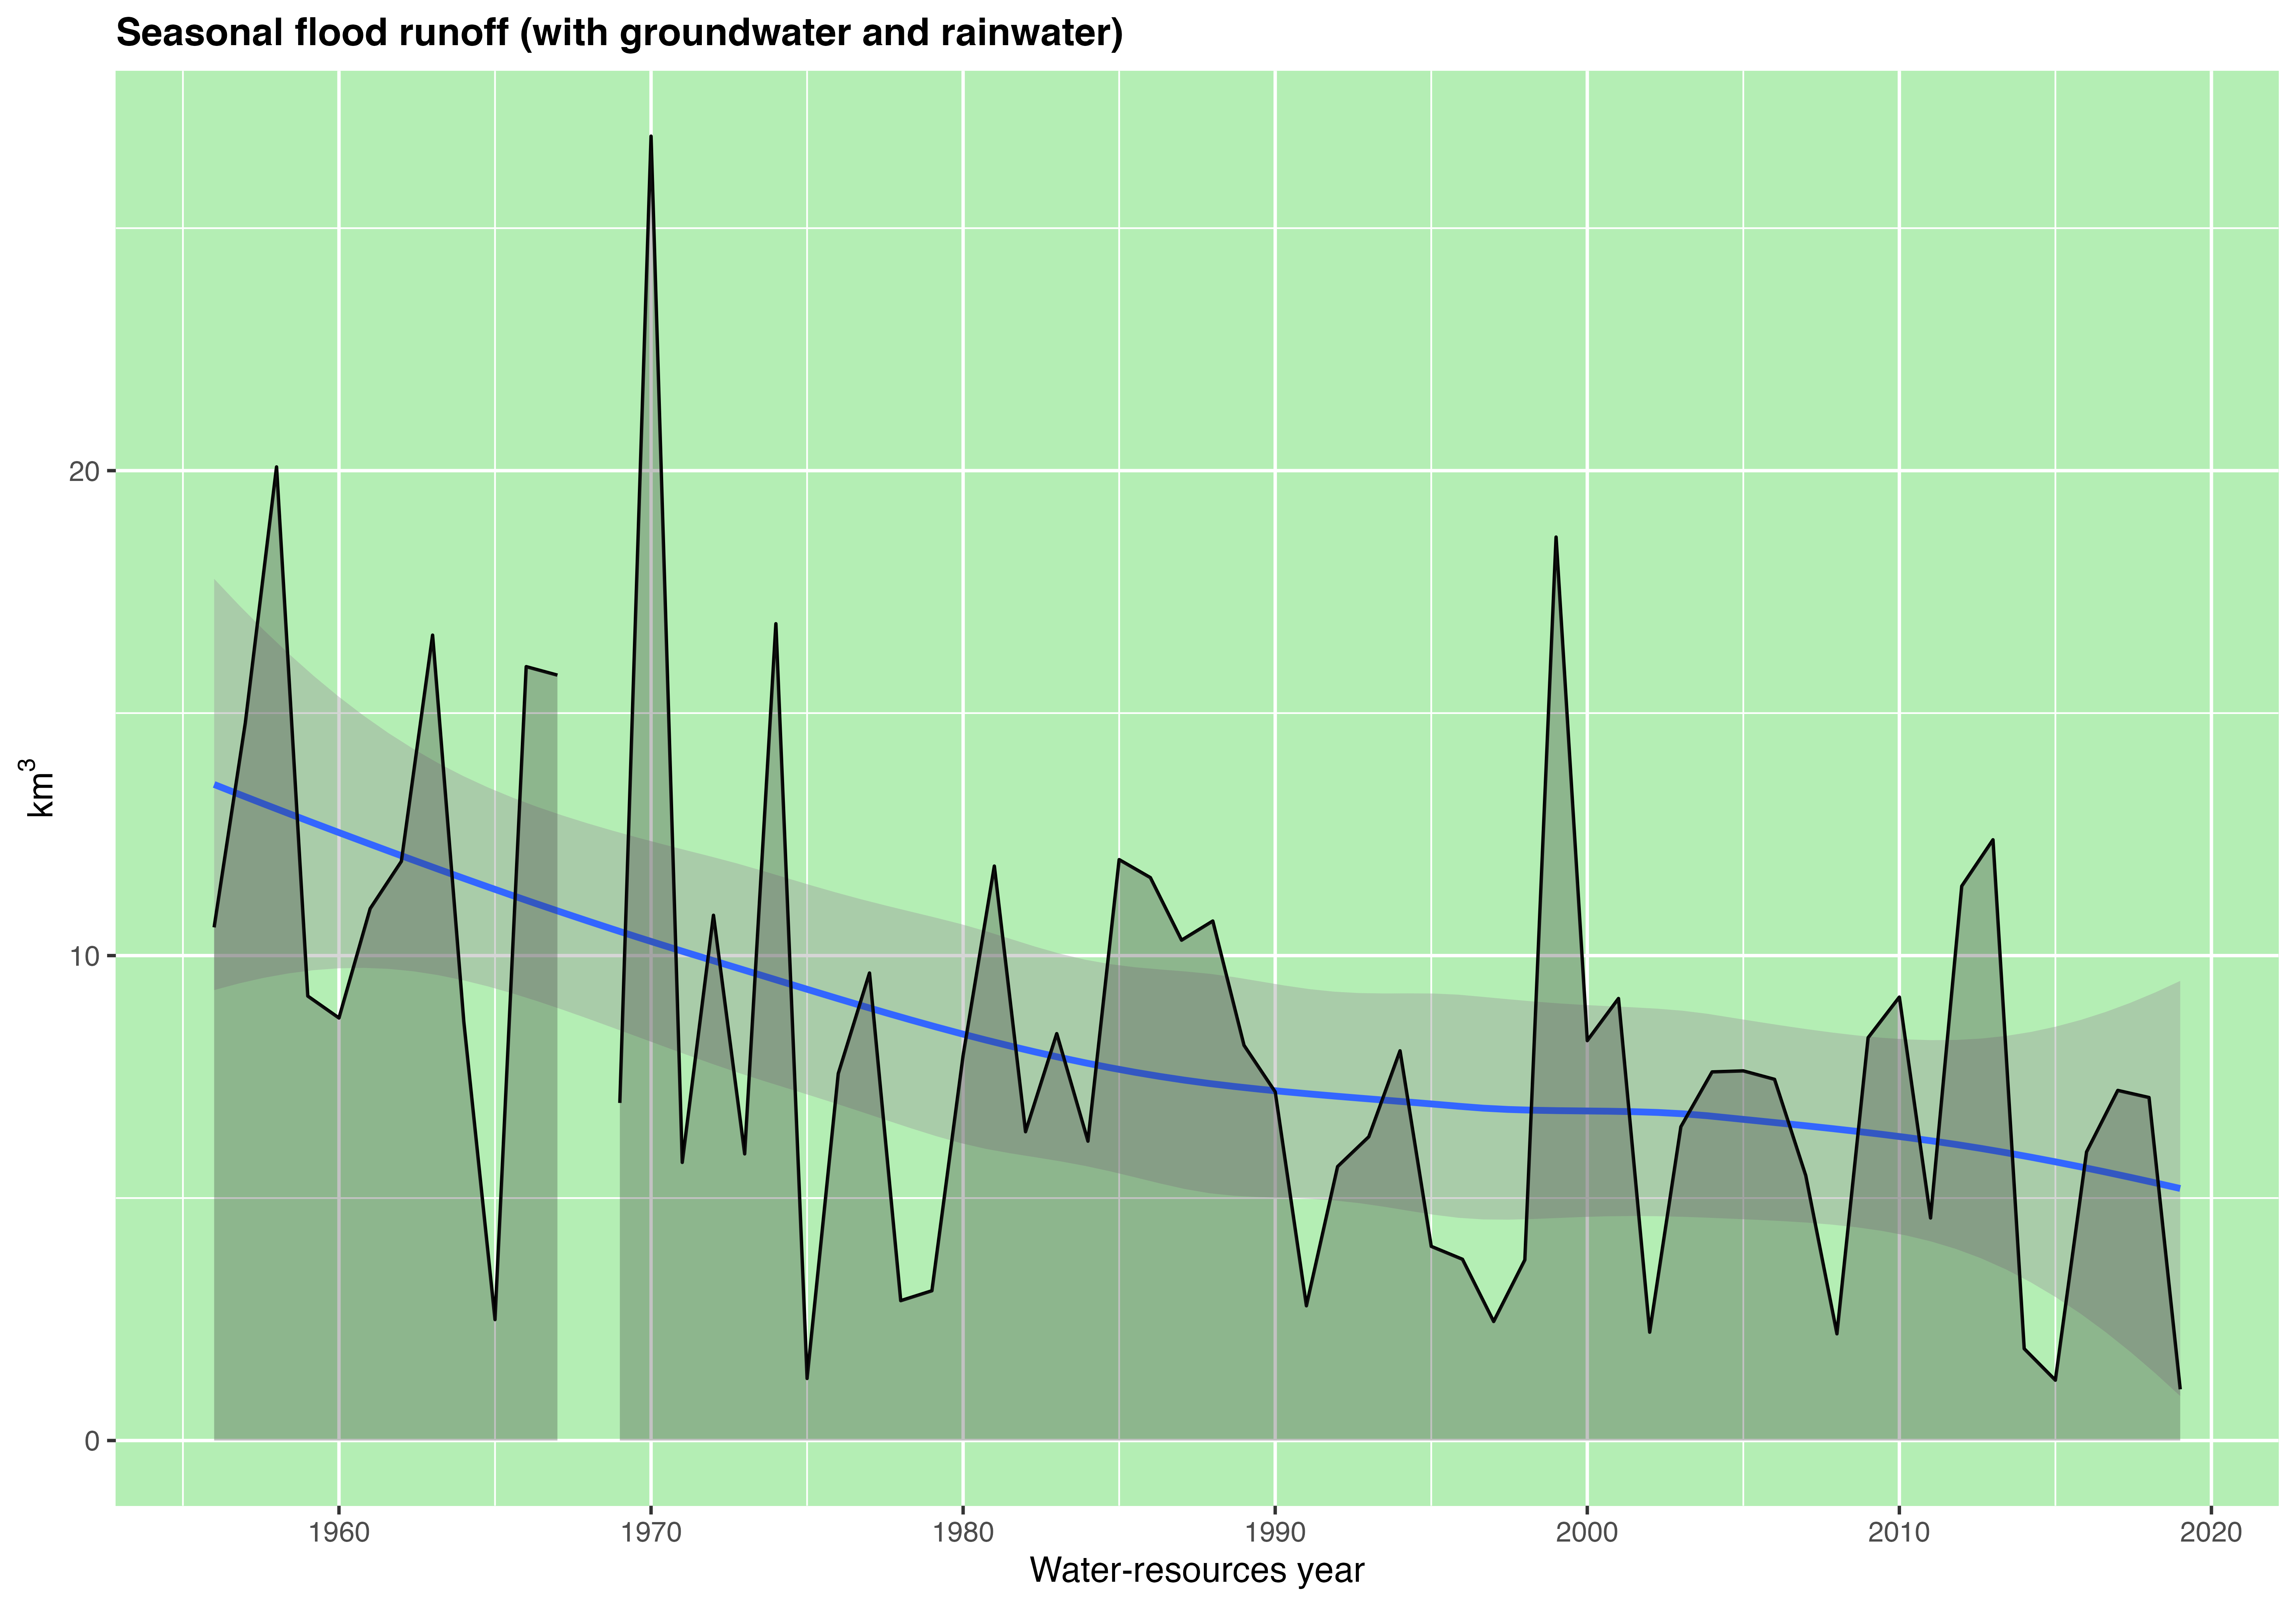 Seasonal flood runoff (with groundwater and rainwater)
km³
20
10
0
1960 1970 1980 1990 2000 2010 2020
Water-resources year